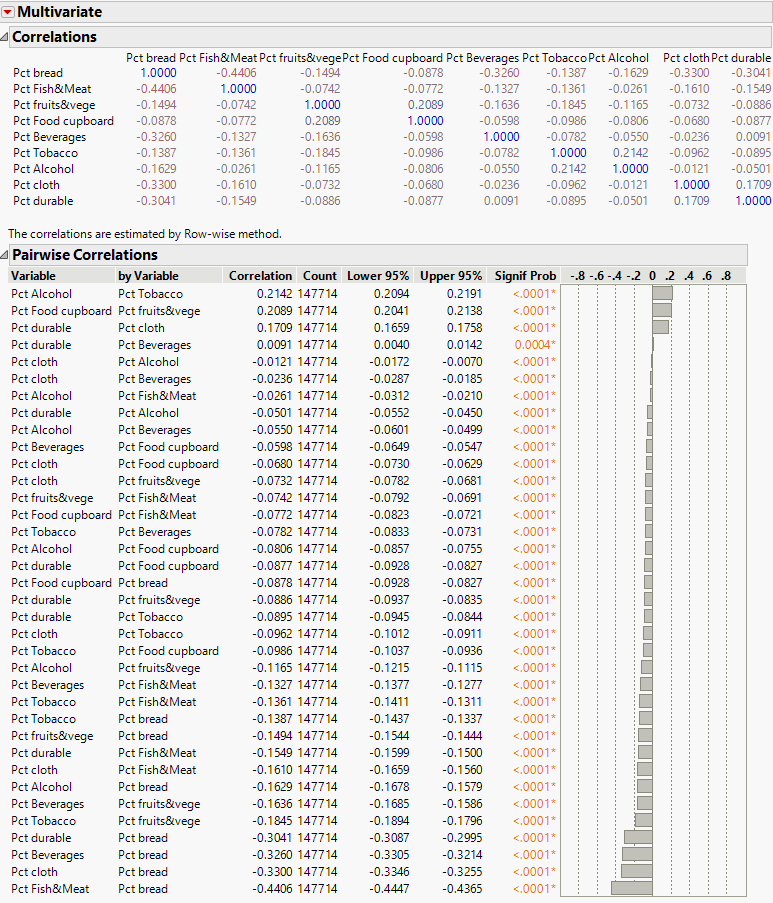 Multivariate
Correlations
Pct bread Pct Fish&Meat Pct fruits&vege Pct Food cupboard Pct Beverages Pct Tobacco Pct Alcohol Pct cloth Pct durable
Pct bread 1.0000 -0.4406 -0.1494 -0.0878 -0.3260 -0.1387 -0.1629 -0.3300 -0.3041
Pct Fish&Meat -0.4406 1.0000 -0.0742 -0.0772 -0.1327 -0.1361 -0.0261 -0.1610 -0.1549
Pct fruits&vege -0.1494 -0.0742 1.0000 0.2089 -0.1636 -0.1845 -0.1165 -0.0732 -0.0886
Pct Food cupboard -0.0878 -0.0772 0.2089 1.0000 -0.0598 -0.0986 -0.0806 -0.0680 -0.0877
Pct Beverages -0.3260 -0.1327 -0.1636 -0.0598 1.0000 -0.0782 -0.0550 -0.0236 0.0091
Pct Tobacco -0.1387 -0.1361 -0.1845 -0.0986 -0.0782 1.0000 0.2142 -0.0962 -0.0895
Pct Alcohol -0.1629 -0.0261 -0.1165 -0.0806 -0.0550 0.2142 1.0000 -0.0121 -0.0501
Pct cloth -0.3300 -0.1610 -0.0732 -0.0680 -0.0236 -0.0962 -0.0121 1.0000 0.1709
Pct durable -0.3041 -0.1549 -0.0886 -0.0877 0.0091 -0.0895 -0.0501 0.1709 1.0000
The correlations are estimated by Row-wise method.
Pairwise Correlations
Variable by Variable Correlation Count Lower 95% Upper 95% Signif Prob -.8 -.6 -.4 -.2 0 .2 .4 .6 .8
Pct Alcohol Pct Tobacco 0.2142 147714 0.2094 0.2191 <.0001*
Pct Food cupboard Pct fruits&vege 0.2089 147714 0.2041 0.2138 <.0001*
Pct durable Pct cloth 0.1709 147714 0.1659 0.1758 <.0001*
Pct durable Pct Beverages 0.0091 147714 0.0040 0.0142 0.0004*
Pct cloth Pct Alcohol -0.0121 147714 -0.0172 -0.0070 <.0001*
Pct cloth Pct Beverages -0.0236 147714 -0.0287 -0.0185 <.0001*
Pct Alcohol Pct Fish&Meat -0.0261 147714 -0.0312 -0.0210 <.0001*
Pct durable Pct Alcohol -0.0501 147714 -0.0552 -0.0450 <.0001*
Pct Alcohol Pct Beverages -0.0550 147714 -0.0601 -0.0499 <.0001*
Pct Beverages Pct Food cupboard -0.0598 147714 -0.0649 -0.0547 <.0001*
Pct cloth Pct Food cupboard -0.0680 147714 -0.0730 -0.0629 <.0001*
Pct cloth Pct fruits&vege -0.0732 147714 -0.0782 -0.0681 <.0001*
Pct fruits&vege Pct Fish&Meat -0.0742 147714 -0.0792 -0.0691 <.0001*
Pct Food cupboard Pct Fish&Meat -0.0772 147714 -0.0823 -0.0721 <.0001*
Pct Tobacco Pct Beverages -0.0782 147714 -0.0833 -0.0731 <.0001*
Pct Alcohol Pct Food cupboard -0.0806 147714 -0.0857 -0.0755 <.0001*
Pct durable Pct Food cupboard -0.0877 147714 -0.0928 -0.0827 <.0001*
Pct Food cupboard Pct bread -0.0878 147714 -0.0928 -0.0827 <.0001*
Pct durable Pct fruits&vege -0.0886 147714 -0.0937 -0.0835 <.0001*
Pct durable Pct Tobacco -0.0895 147714 -0.0945 -0.0844 <.0001*
Pct cloth Pct Tobacco -0.0962 147714 -0.1012 -0.0911 <.0001*
Pct Tobacco Pct Food cupboard -0.0986 147714 -0.1037 -0.0936 <.0001*
Pct Alcohol Pct fruits&vege -0.1165 147714 -0.1215 -0.1115 <.0001*
Pct Beverages Pct Fish&Meat -0.1327 147714 -0.1377 -0.1277 <.0001*
Pct Tobacco Pct Fish&Meat -0.1361 147714 -0.1411 -0.1311 <.0001*
Pct Tobacco Pct bread -0.1387 147714 -0.1437 -0.1337 <.0001*
Pct fruits&vege Pct bread -0.1494 147714 -0.1544 -0.1444 <.0001*
Pct durable Pct Fish&Meat -0.1549 147714 -0.1599 -0.1500 <.0001*
Pct cloth Pct Fish&Meat -0.1610 147714 -0.1659 -0.1560 <.0001*
Pct Alcohol Pct bread -0.1629 147714 -0.1678 -0.1579 <.0001*
Pct Beverages Pct fruits&vege -0.1636 147714 -0.1685 -0.1586 <.0001*
Pct Tobacco Pct fruits&vege -0.1845 147714 -0.1894 -0.1796 <.0001*
Pct durable Pct bread -0.3041 147714 -0.3087 -0.2995 <.0001*
Pct Beverages Pct bread -0.3260 147714 -0.3305 -0.3214 <.0001*
Pct cloth Pct bread -0.3300 147714 -0.3346 -0.3255 <.0001*
Pct Fish&Meat Pct bread -0.4406 147714 -0.4447 -0.4365 <.0001*